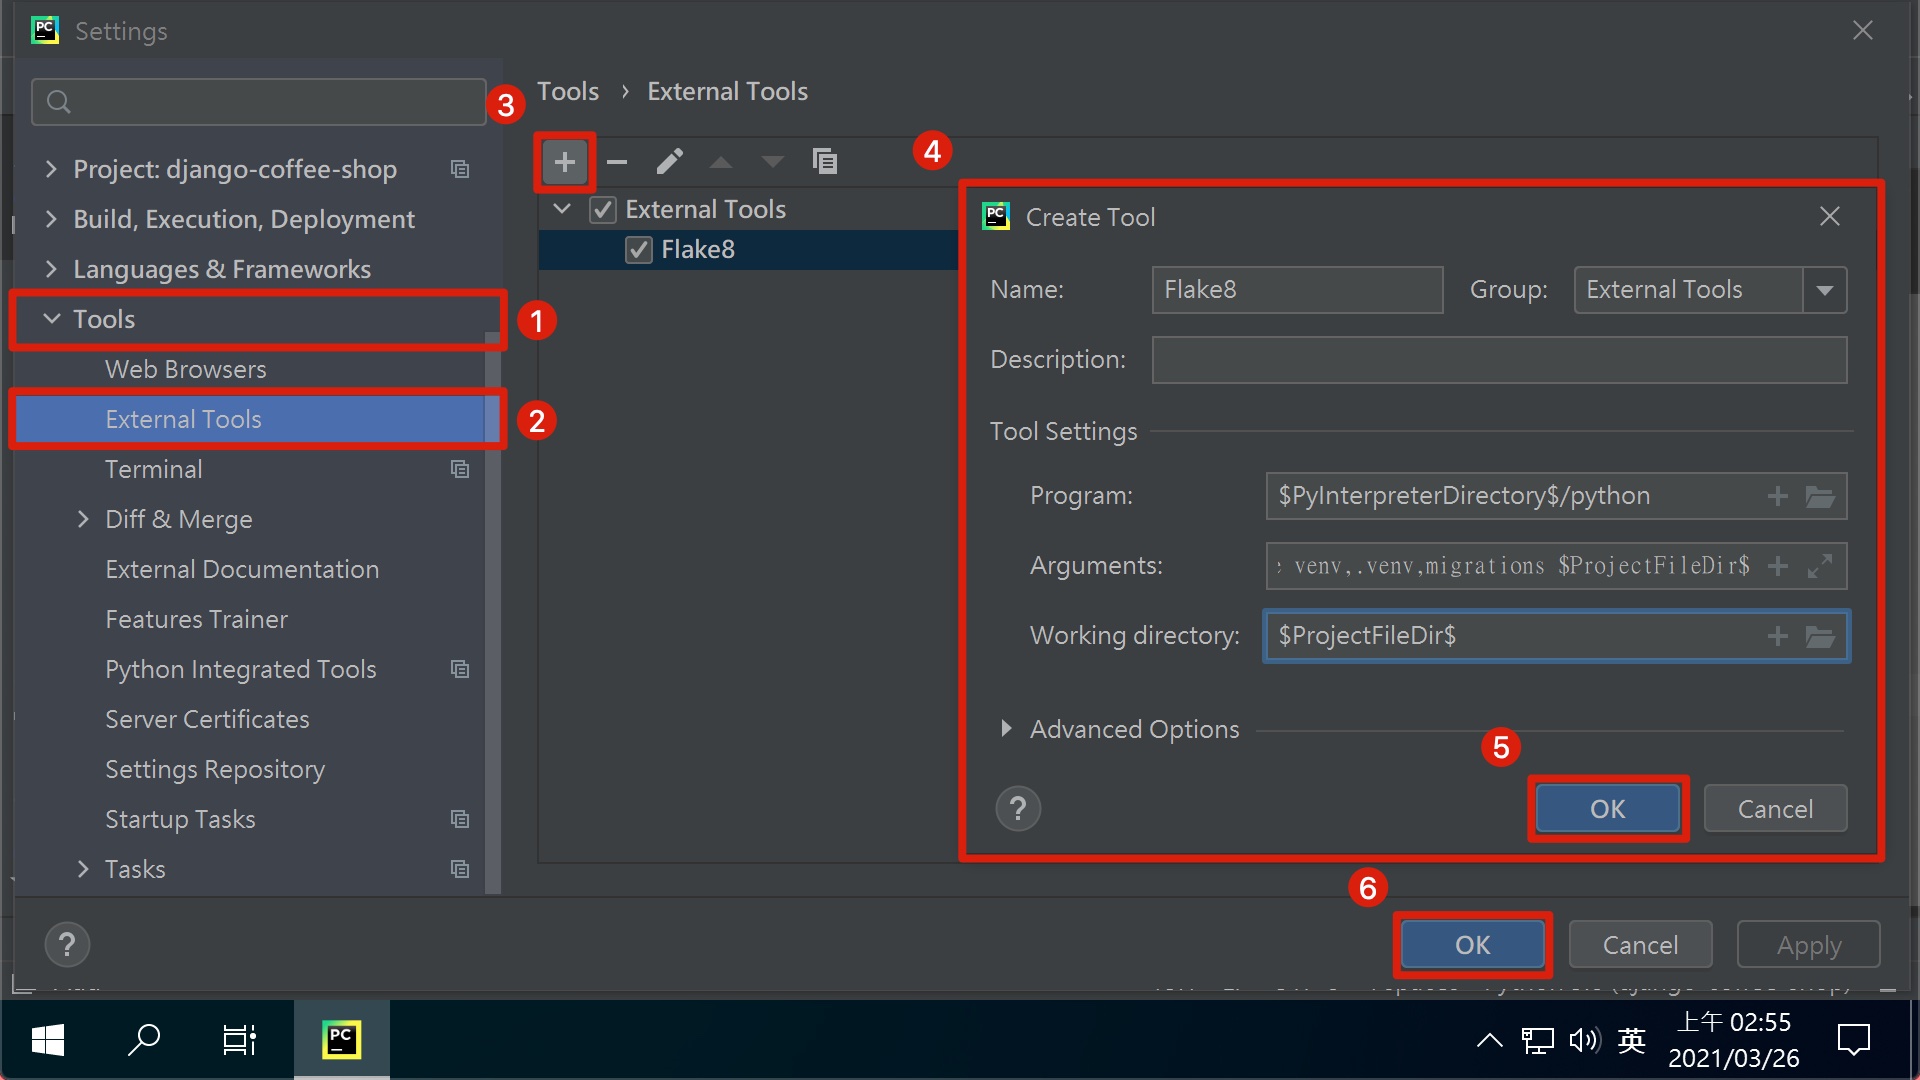 Settings
3
Project: django-coffee-shop
Build, Execution, Deployment
Languages & Frameworks
Tools
1
Web Browsers
External Tools
2
Terminal
Diff & Merge
External Documentation
Features Trainer
Python Integrated Tools
Server Certificates
Settings Repository
Startup Tasks
Tasks
Tools › External Tools
4
External Tools
Flake8
PC
Create Tool
Name: Flake8 Group: External Tools
Description:
Tool Settings
Program: $PyInterpreterDirectory$/python
Arguments: venv,.venv,migrations $ProjectFileDir$
Working directory: $ProjectFileDir$
Advanced Options
5
? OK Cancel
6
? OK Cancel Apply
PC
英
上午 02:55
2021/03/26